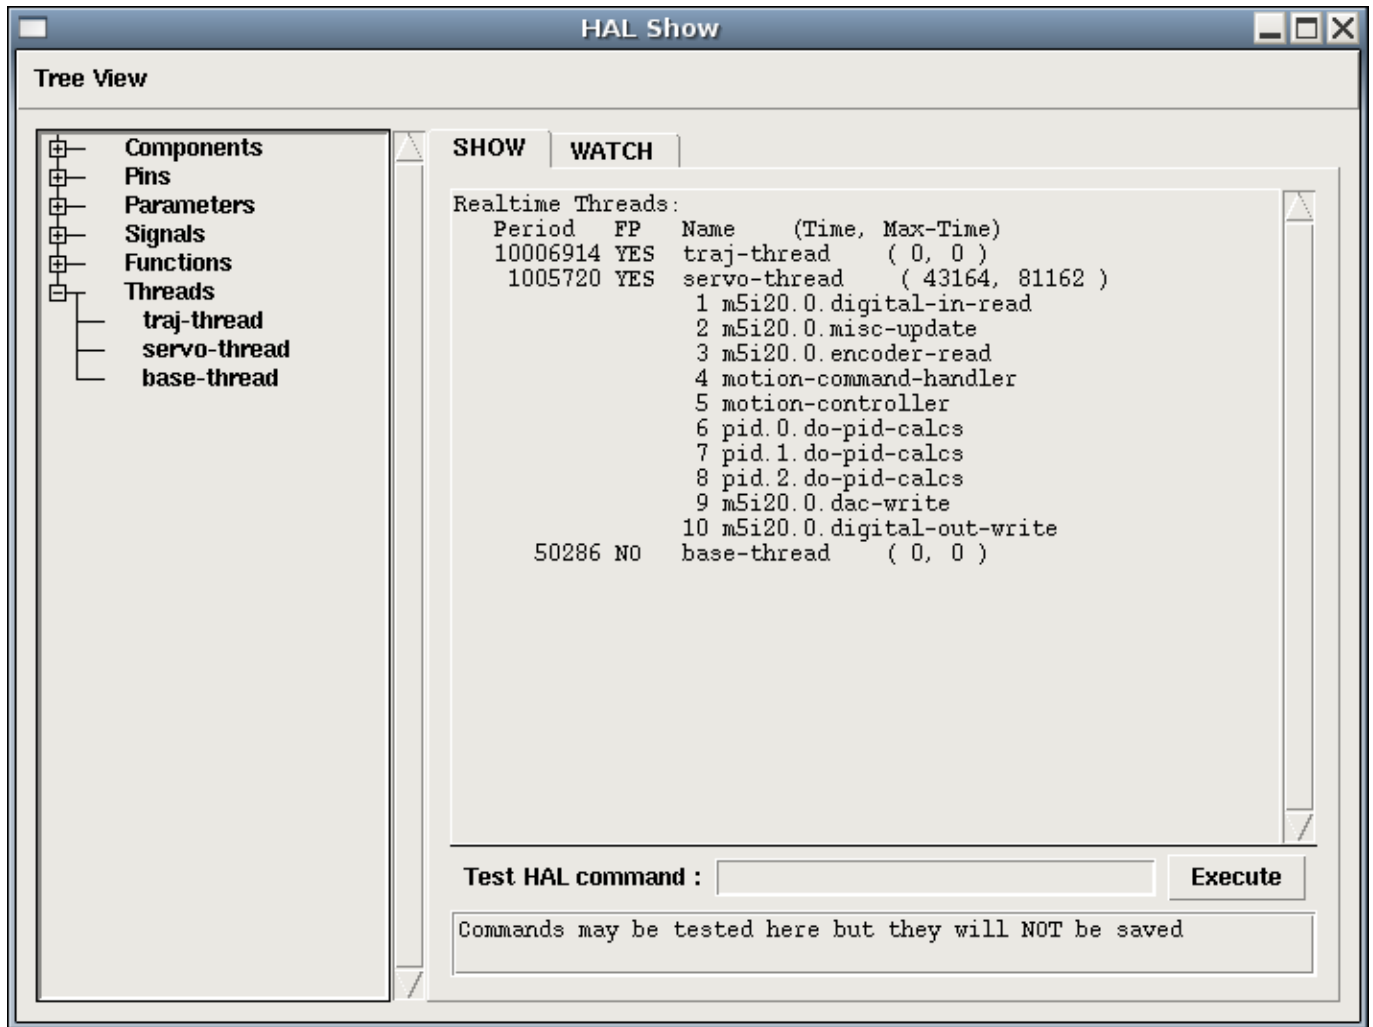 HAL Show
Tree View
Components
Pins
Parameters
Signals
Functions
Threads
traj-thread
servo-thread
base-thread
SHOW WATCH
Realtime Threads:
Period FP Name (Time, Max-Time)
10006914 YES traj-thread ( 0, 0 )
1005720 YES servo-thread ( 43164, 81162 )
1 m5i20.0.digital-in-read
2 m5i20.0.misc-update
3 m5i20.0.encoder-read
4 motion-command-handler
5 motion-controller
6 pid.0.do-pid-calcs
7 pid.1.do-pid-calcs
8 pid.2.do-pid-calcs
9 m5i20.0.dac-write
10 m5i20.0.digital-out-write
50286 NO base-thread ( 0, 0 )
Test HAL command : Execute
Commands may be tested here but they will NOT be saved